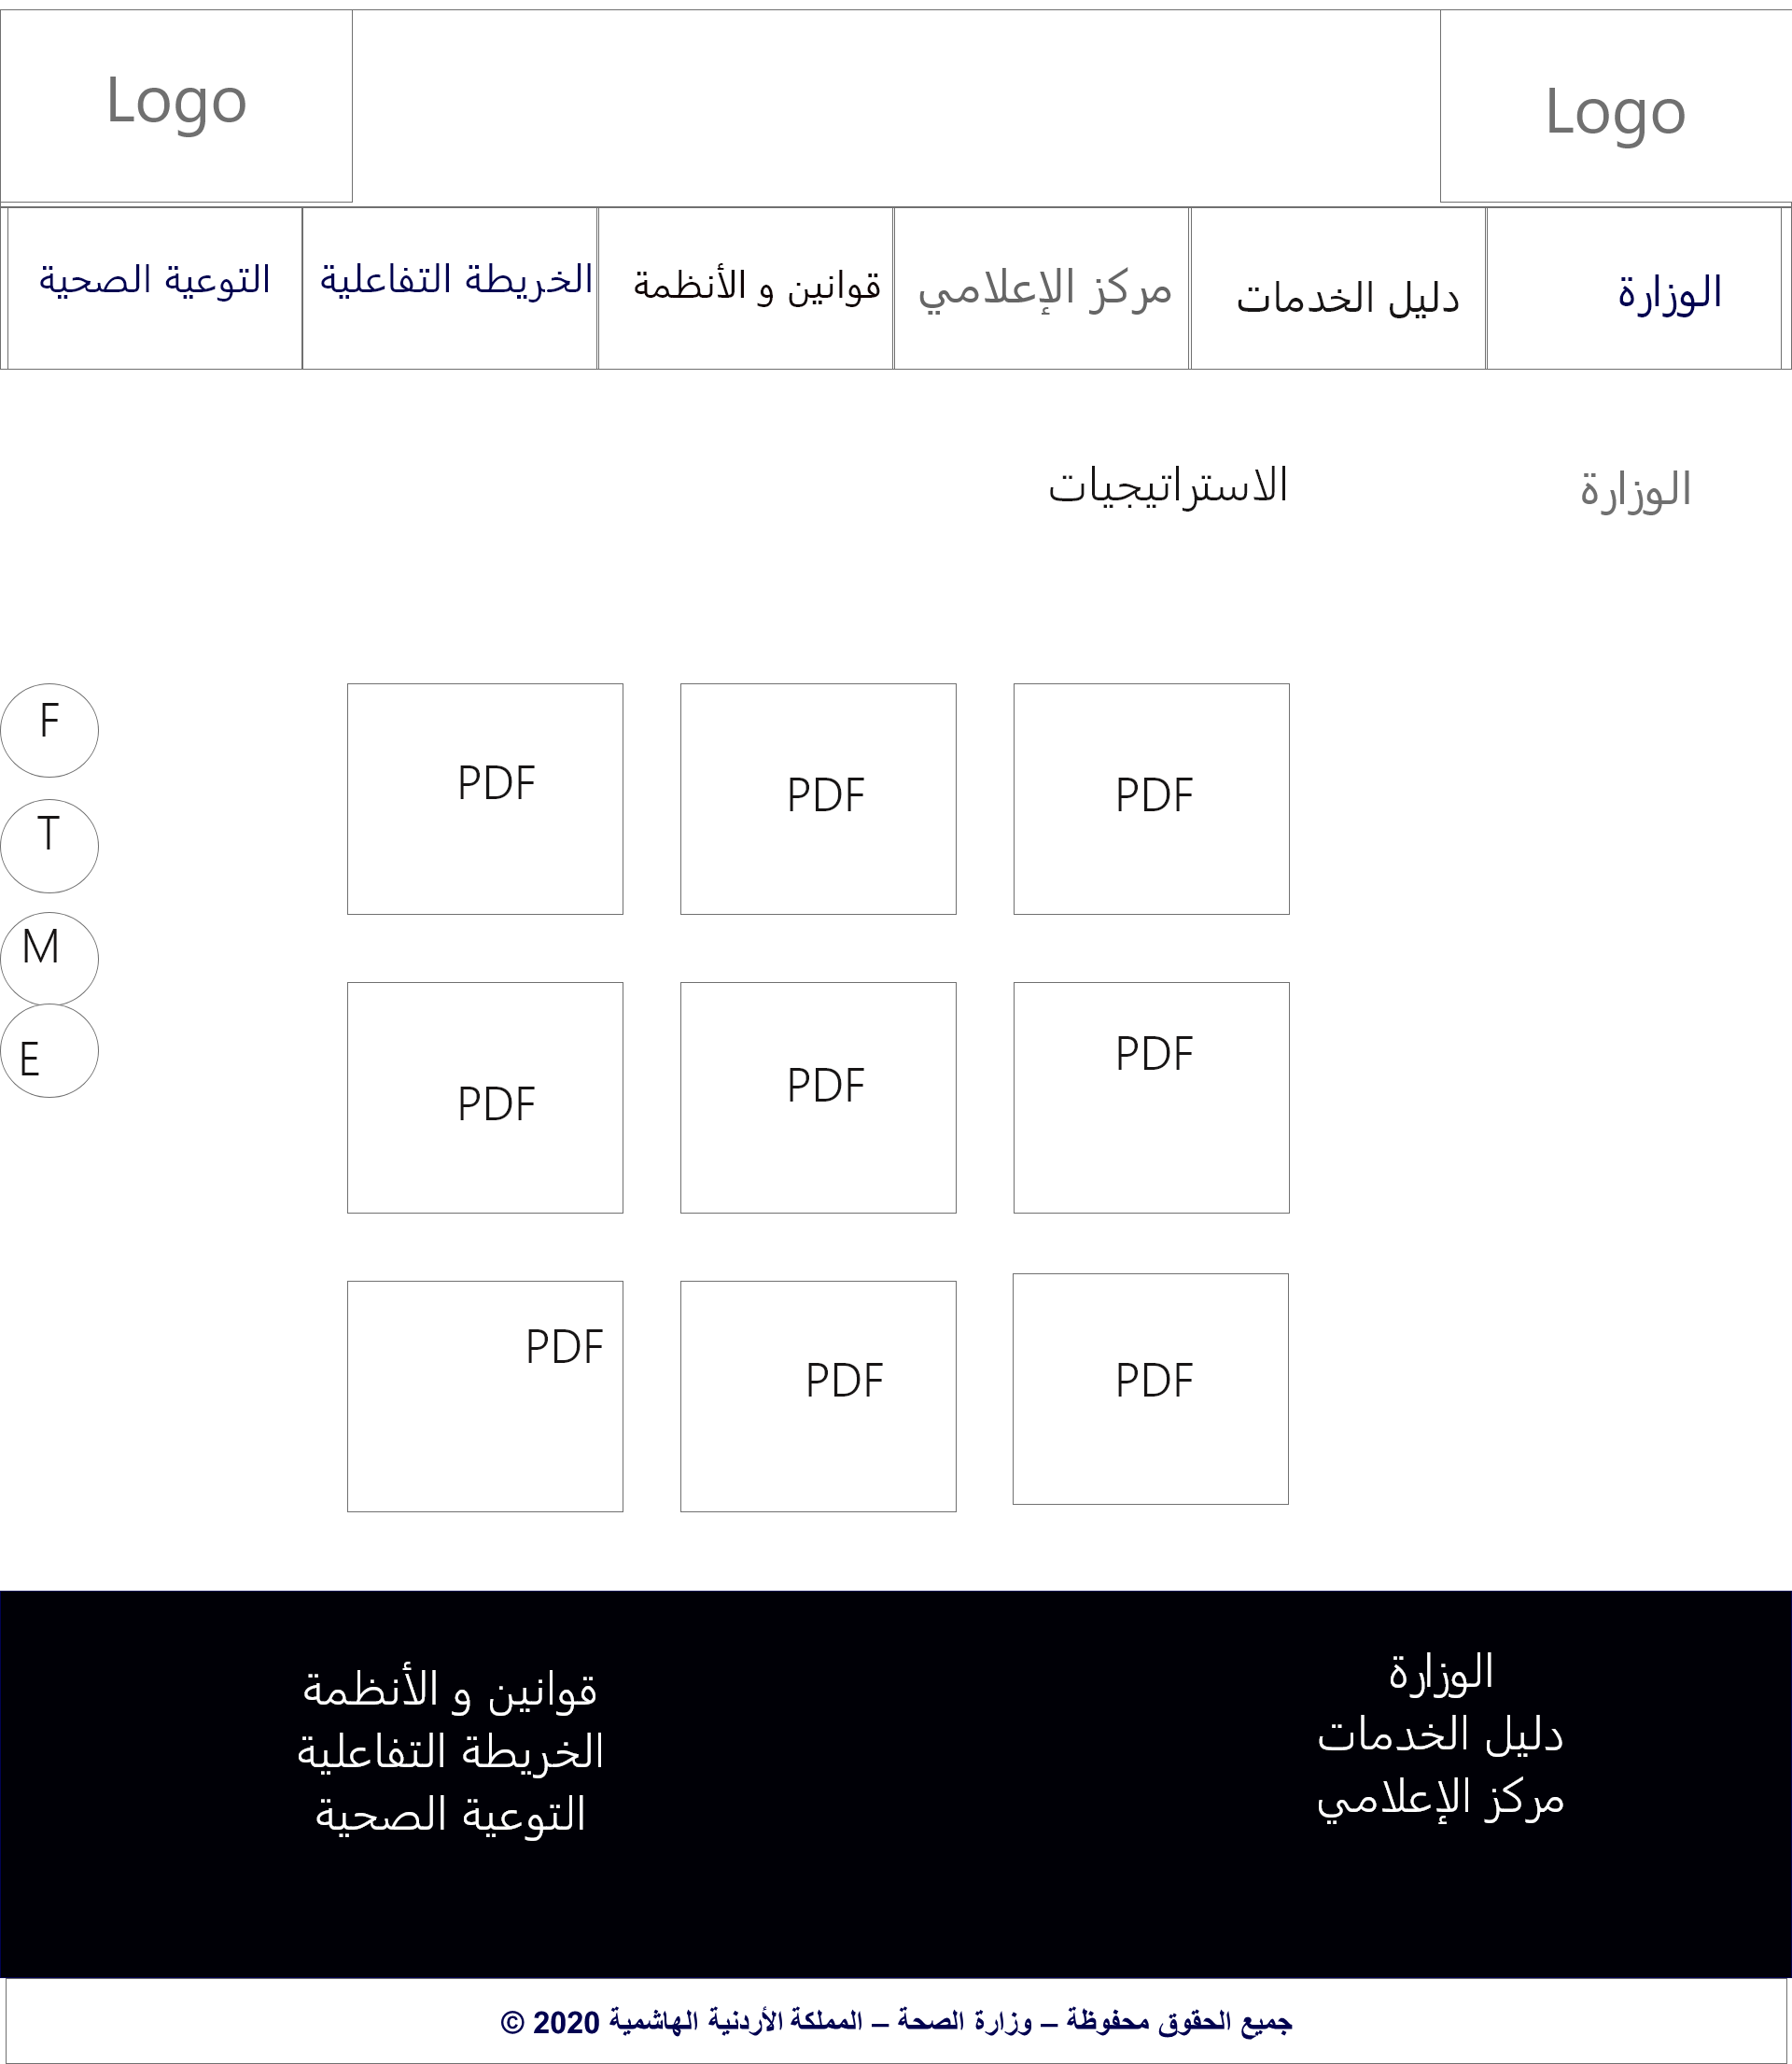 Logo
Logo
الوزارة
دليل الخدمات
مركز الإعلامي
قوانين و الأنظمة
الخريطة التفاعلية
التوعية الصحية
الوزارة
الاستراتيجيات
F
T
M
E
PDF
PDF
PDF
PDF
PDF
PDF
PDF
PDF
PDF
الوزارة
دليل الخدمات
مركز الإعلامي
قوانين و الأنظمة
الخريطة التفاعلية
التوعية الصحية
جميع الحقوق محفوظة – وزارة الصحة – المملكة الأردنية الهاشمية 2020 ©